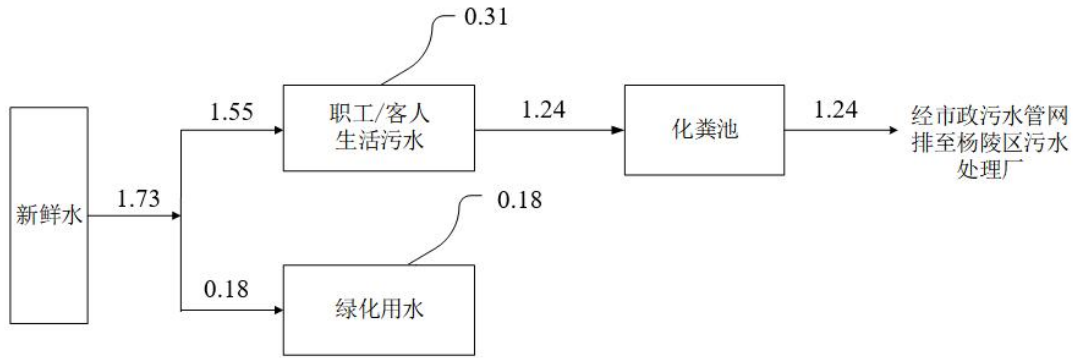 0.31
1.55
职工/客人
生活污水
1.24
化粪池
1.24
经市政污水管网
排至杨陵区污水
处理厂
新鲜水
1.73
0.18
0.18
绿化用水